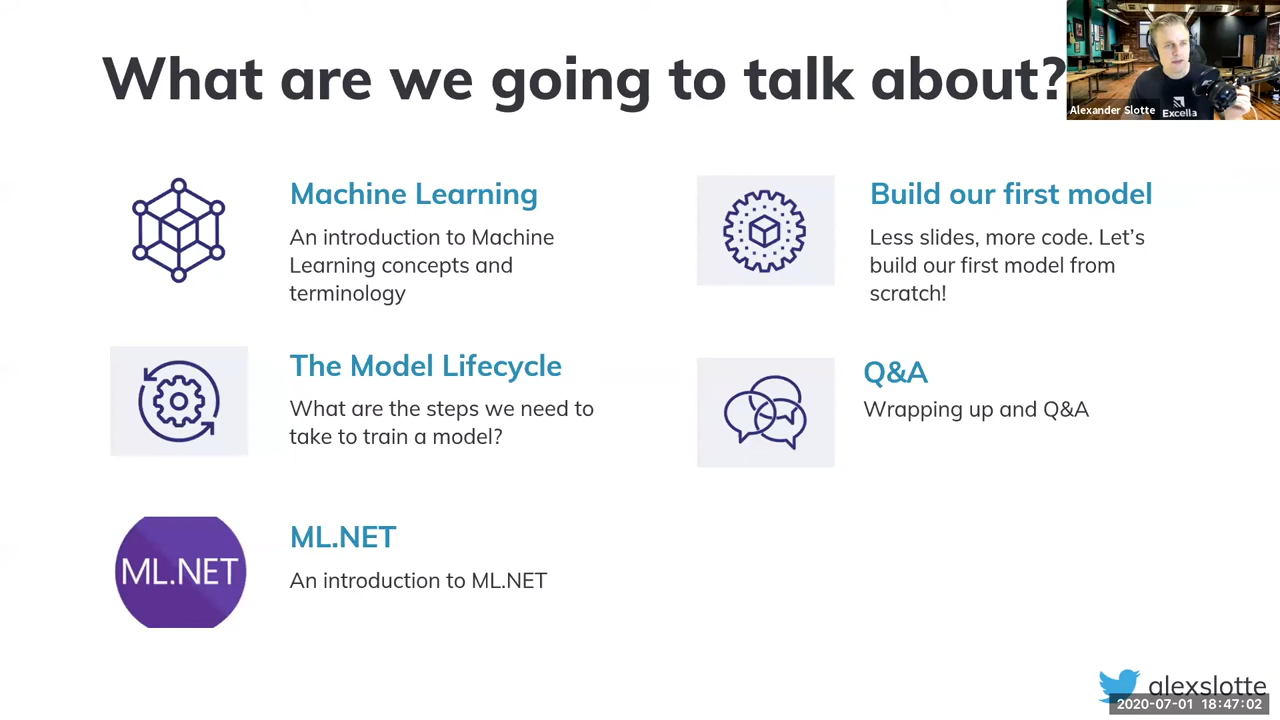 What are we going to talk about?
Alexander Slotte
Excella
Machine Learning
An introduction to Machine
Learning concepts and
terminology
Build our first model
Less slides, more code. Let's
build our first model from
scratch!
The Model Lifecycle
What are the steps we need to
take to train a model?
Q&A
Wrapping up and Q&A
ML.NET
ML.NET
An introduction to ML.NET
alexslotte
2020-07-01 18:47:02